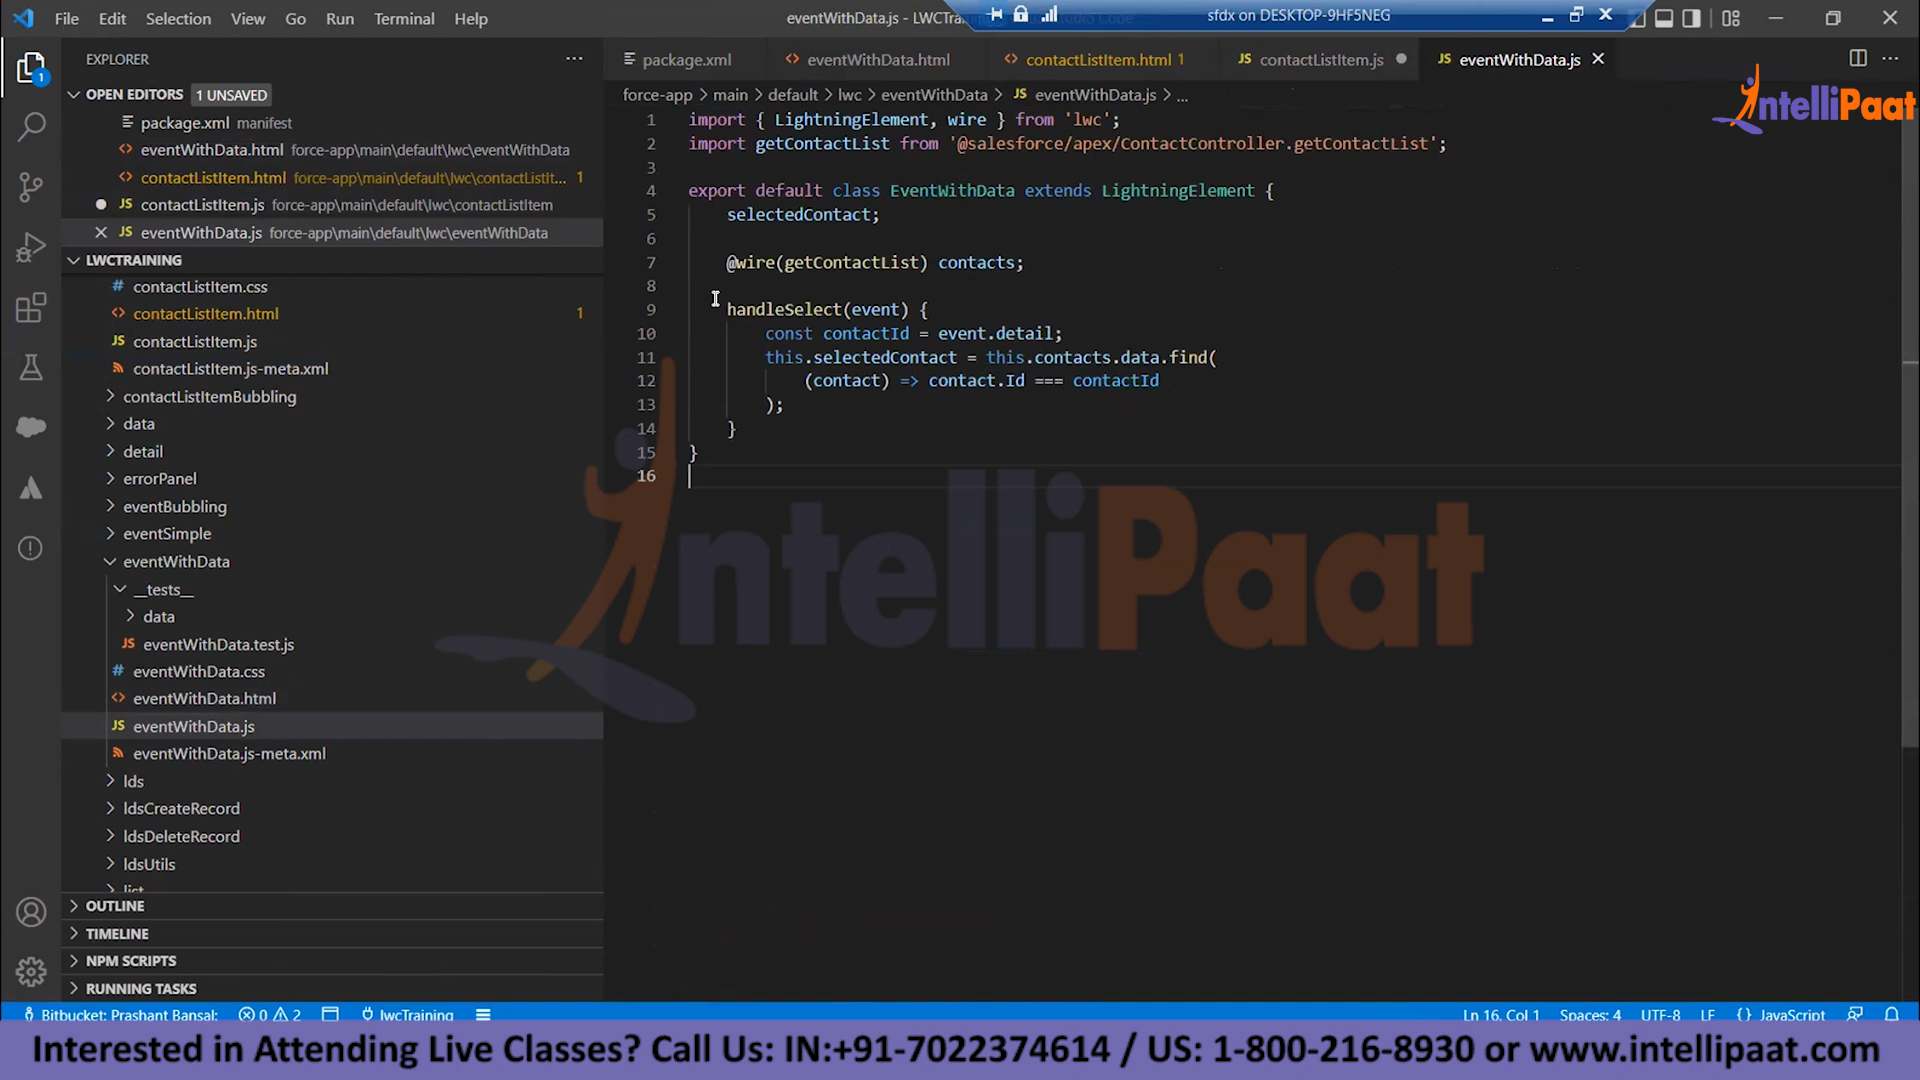 File Edit Selection View Go Run Terminal Help
eventWithData.js - LWCTra
sfdx on DESKTOP-9HF5NEG
EXPLORER
OPEN EDITORS 1 UNSAVED
package.xml manifest
eventWithData.html force-app\main\default\lwc\eventWithData
contactListItem.html force-app\main\default\lwc\contactListIt... 1
contactListItem.js force-app\main\default\lwc\contactListItem
eventWithData.js force-app\main\default\lwc\eventWithData
LWCTRAINING
contactListItem.css
contactListItem.html 1
contactListItem.js
contactListItem.js-meta.xml
contactListItemBubbling
data
detail
errorPanel
eventBubbling
eventSimple
eventWithData
__tests__
data
eventWithData.test.js
eventWithData.css
eventWithData.html
eventWithData.js
eventWithData.js-meta.xml
lds
ldsCreateRecord
ldsDeleteRecord
ldsUtils
list
OUTLINE
TIMELINE
NPM SCRIPTS
RUNNING TASKS
package.xml eventWithData.html contactListItem.html 1 contactListItem.js eventWithData.js
force-app > main > default > lwc > eventWithData > JS eventWithData.js > ...
IntelliPaat
1 import { LightningElement, wire } from 'lwc';
2 import getContactList from '@salesforce/apex/ContactController.getContactList';
3
4 export default class EventWithData extends LightningElement {
5 selectedContact;
6
7 @wire(getContactList) contacts;
8
9 handleSelect(event) {
10 const contactId = event.detail;
11 this.selectedContact = this.contacts.data.find(
12 (contact) => contact.Id === contactId
13 );
14 }
15 }
16
IntelliPaat
Bitbucket: Prashant Bansal: 0 2 lwcTraining Ln 16, Col 1 Spaces: 4 UTF-8 LF {} JavaScript
Interested in Attending Live Classes? Call Us: IN:+91-7022374614 / US: 1-800-216-8930 or www.intellipaat.com